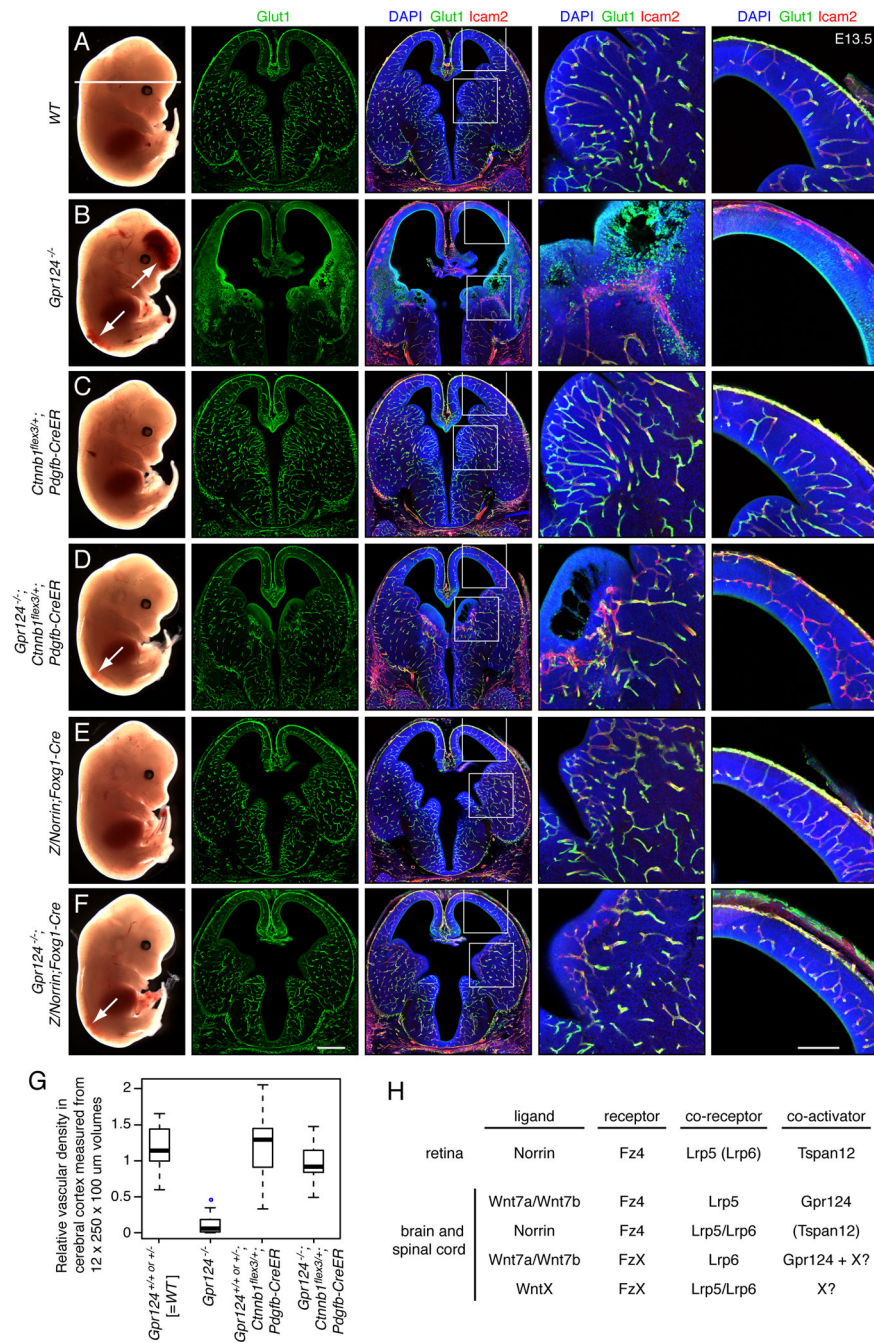 Glut1
DAPI Glut1 Icam2
DAPI Glut1 Icam2
DAPI Glut1 Icam2
A
WT
E13.5
B
Gpr124-/-
C
Ctnnb1flex3/+;
Pdgfb-CreER
D
Gpr124-/-;
Ctnnb1flex3/+;
Pdgfb-CreER
E
Z/Norrin;Foxg1-Cre
F
Gpr124-/-;
Z/Norrin;Foxg1-Cre
G
Relative vascular density in
cerebral cortex measured from
12 x 250 x 100 um volumes
2
1.5
1
0.5
0
Gpr124+/+ or +/-
[=WT]
Gpr124-/-
Gpr124+/+ or +/-;
Ctnnb1flex3/+;
Pdgfb-CreER
Gpr124-/-;
Ctnnb1flex3/+;
Pdgfb-CreER
H
ligand receptor co-receptor co-activator
retina Norrin Fz4 Lrp5 (Lrp6) Tspan12
Wnt7a/Wnt7b Fz4 Lrp5 Gpr124
brain and
spinal cord
Norrin Fz4 Lrp5/Lrp6 (Tspan12)
Wnt7a/Wnt7b FzX Lrp6 Gpr124 + X?
WntX FzX Lrp5/Lrp6 X?